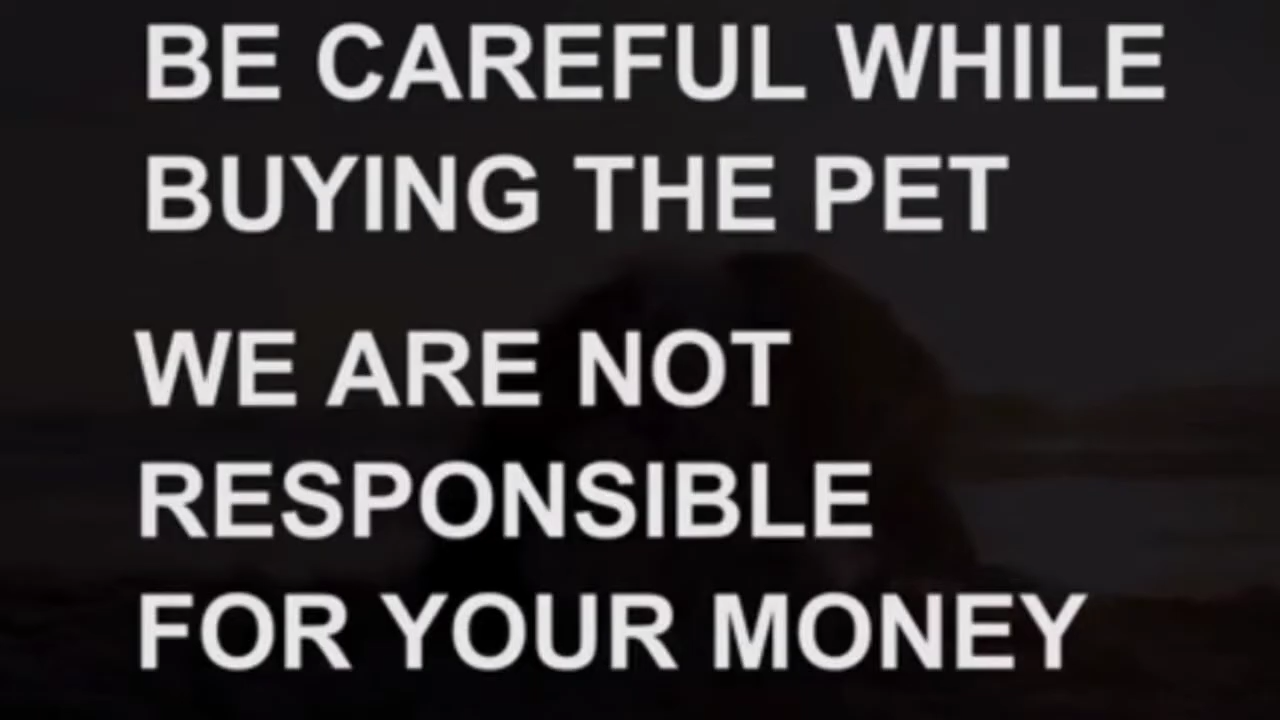 BE CAREFUL WHILE
BUYING THE PET
WE ARE NOT
RESPONSIBLE
FOR YOUR MONEY